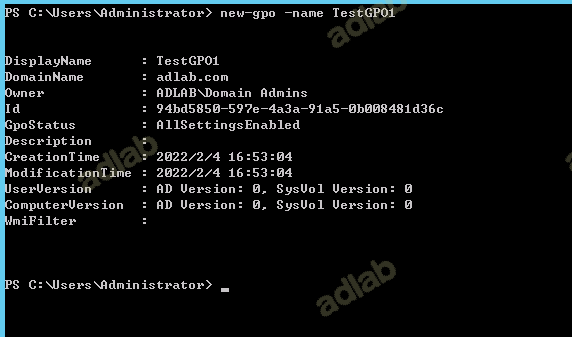 PS C:\Users\Administrator> new-gpo -name TestGPO1
DisplayName      : TestGPO1
DomainName       : adlab.com
Owner            : ADLAB\Domain Admins
Id               : 94bd5850-597e-4a3a-91a5-0b008481d36c
GpoStatus        : AllSettingsEnabled
Description      :
CreationTime     : 2022/2/4 16:53:04
ModificationTime : 2022/2/4 16:53:04
UserVersion      : AD Version: 0, SysVol Version: 0
ComputerVersion  : AD Version: 0, SysVol Version: 0
WmiFilter        :
PS C:\Users\Administrator> _
adlab
adlab
adlab